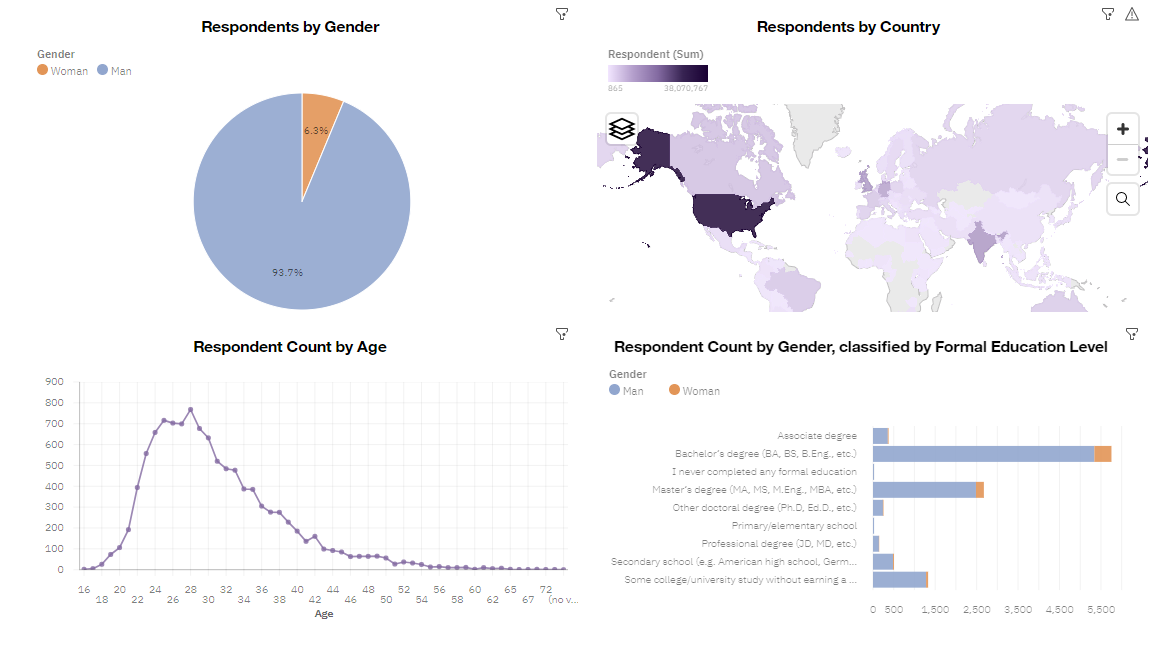 Respondents by Gender
Gender
Woman Man
6.3%
93.7%
Respondents by Country
Respondent (Sum)
865 38,070,767
Respondent Count by Age
900
800
700
600
500
400
300
200
100
0
16 20 24 28 32 36 40 44 48 52 56 60 65 72
18 22 26 30 34 38 42 46 50 54 58 62 67 (no v...
Age
Respondent Count by Gender, classified by Formal Education Level
Gender
Man Woman
Associate degree
Bachelor's degree (BA, BS, B.Eng., etc.)
I never completed any formal education
Master's degree (MA, MS, M.Eng., MBA, etc.)
Other doctoral degree (Ph.D, Ed.D., etc.)
Primary/elementary school
Professional degree (JD, MD, etc.)
Secondary school (e.g. American high school, Germ...
Some college/university study without earning a ...
0 500 1,500 2,500 3,500 4,500 5,500